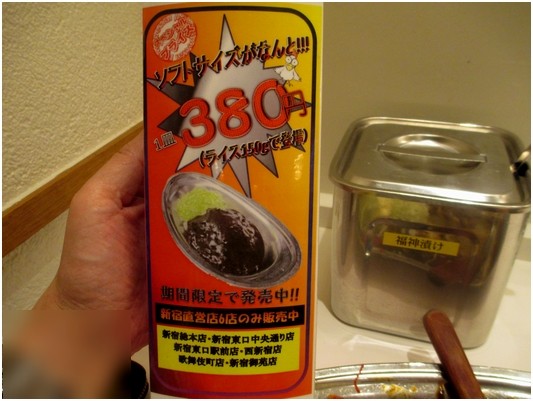 ソフトサイズがなんと!!!
1皿
380円
(ライス150gで登場)
期間限定で発売中!!
新宿直営店6店のみ販売中
新宿総本店・新宿東口中央通り店
新宿東口駅前店・西新宿店
歌舞伎町店・新宿御苑店
福神漬け